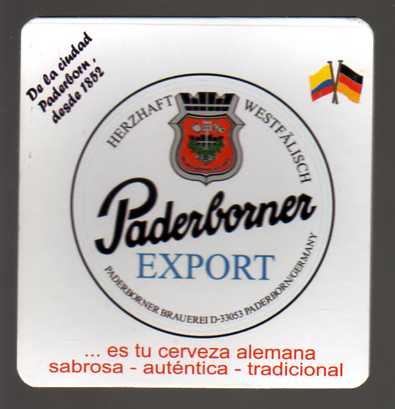 De la ciudad
Paderborn,
desde 1852
HERZHAFT WESTFÄLISCH
Paderborner
EXPORT
PADERBORNER BRAUEREI D-33053 PADERBORN/GERMANY
... es tu cerveza alemana
sabrosa - auténtica - tradicional